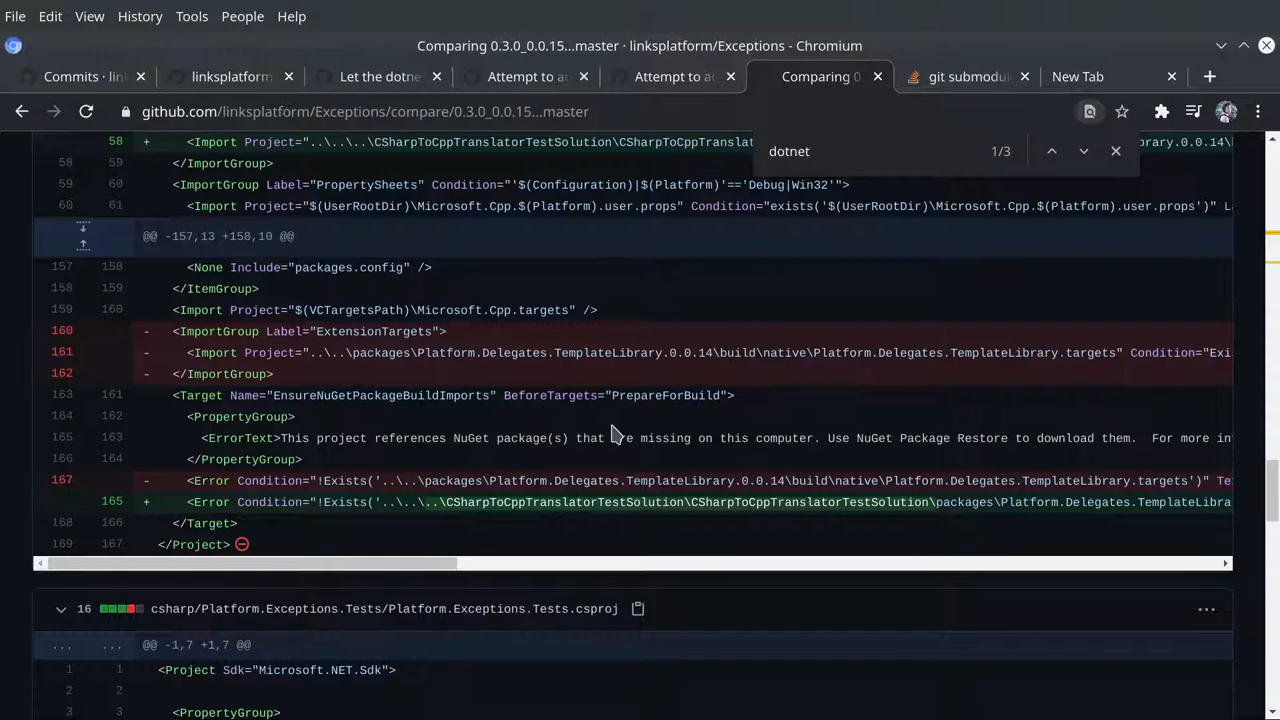 File Edit View History Tools People Help
Comparing 0.3.0_0.0.15...master · linksplatform/Exceptions - Chromium
Commits · lin
linksplatform
Let the dotne
Attempt to ac
Attempt to ac
Comparing 0
git submodul
New Tab
github.com/linksplatform/Exceptions/compare/0.3.0_0.0.15...master
dotnet 1/3
58 + <Import Project="..\..\..\CSharpToCppTranslatorTestSolution\CSharpToCppTranslat rary.0.0.14\
58 59 </ImportGroup>
59 60 <ImportGroup Label="PropertySheets" Condition="'$(Configuration)|$(Platform)'=='Debug|Win32'">
60 61 <Import Project="$(UserRootDir)\Microsoft.Cpp.$(Platform).user.props" Condition="exists('$(UserRootDir)\Microsoft.Cpp.$(Platform).user.props')" L
@@ -157,13 +158,10 @@
157 158 <None Include="packages.config" />
158 159 </ItemGroup>
159 160 <Import Project="$(VCTargetsPath)\Microsoft.Cpp.targets" />
160 - <ImportGroup Label="ExtensionTargets">
161 - <Import Project="..\..\packages\Platform.Delegates.TemplateLibrary.0.0.14\build\native\Platform.Delegates.TemplateLibrary.targets" Condition="Exi
162 - </ImportGroup>
163 161 <Target Name="EnsureNuGetPackageBuildImports" BeforeTargets="PrepareForBuild">
164 162 <PropertyGroup>
165 163 <ErrorText>This project references NuGet package(s) that are missing on this computer. Use NuGet Package Restore to download them.  For more in
166 164 </PropertyGroup>
167 - <Error Condition="!Exists('..\..\packages\Platform.Delegates.TemplateLibrary.0.0.14\build\native\Platform.Delegates.TemplateLibrary.targets')" Te
165 + <Error Condition="!Exists('..\..\..\CSharpToCppTranslatorTestSolution\CSharpToCppTranslatorTestSolution\packages\Platform.Delegates.TemplateLibra
168 166 </Target>
169 167 </Project>
16 csharp/Platform.Exceptions.Tests/Platform.Exceptions.Tests.csproj
... ... @@ -1,7 +1,7 @@
1 1 <Project Sdk="Microsoft.NET.Sdk">
2 2
3 3 <PropertyGroup>